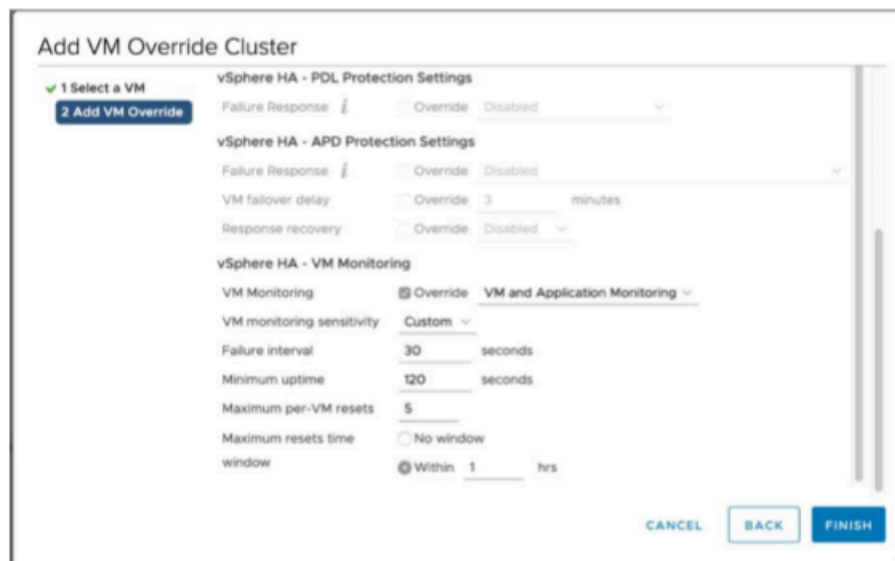 Add VM Override Cluster
1 Select a VM
2 Add VM Override
vSphere HA - PDL Protection Settings
Failure Response i Override Disabled
vSphere HA - APD Protection Settings
Failure Response i Override Disabled
VM failover delay Override 3 minutes
Response recovery Override Disabled
vSphere HA - VM Monitoring
VM Monitoring Override VM and Application Monitoring
VM monitoring sensitivity Custom
Failure interval 30 seconds
Minimum uptime 120 seconds
Maximum per-VM resets 5
Maximum resets time No window
window Within 1 hrs
CANCEL BACK FINISH